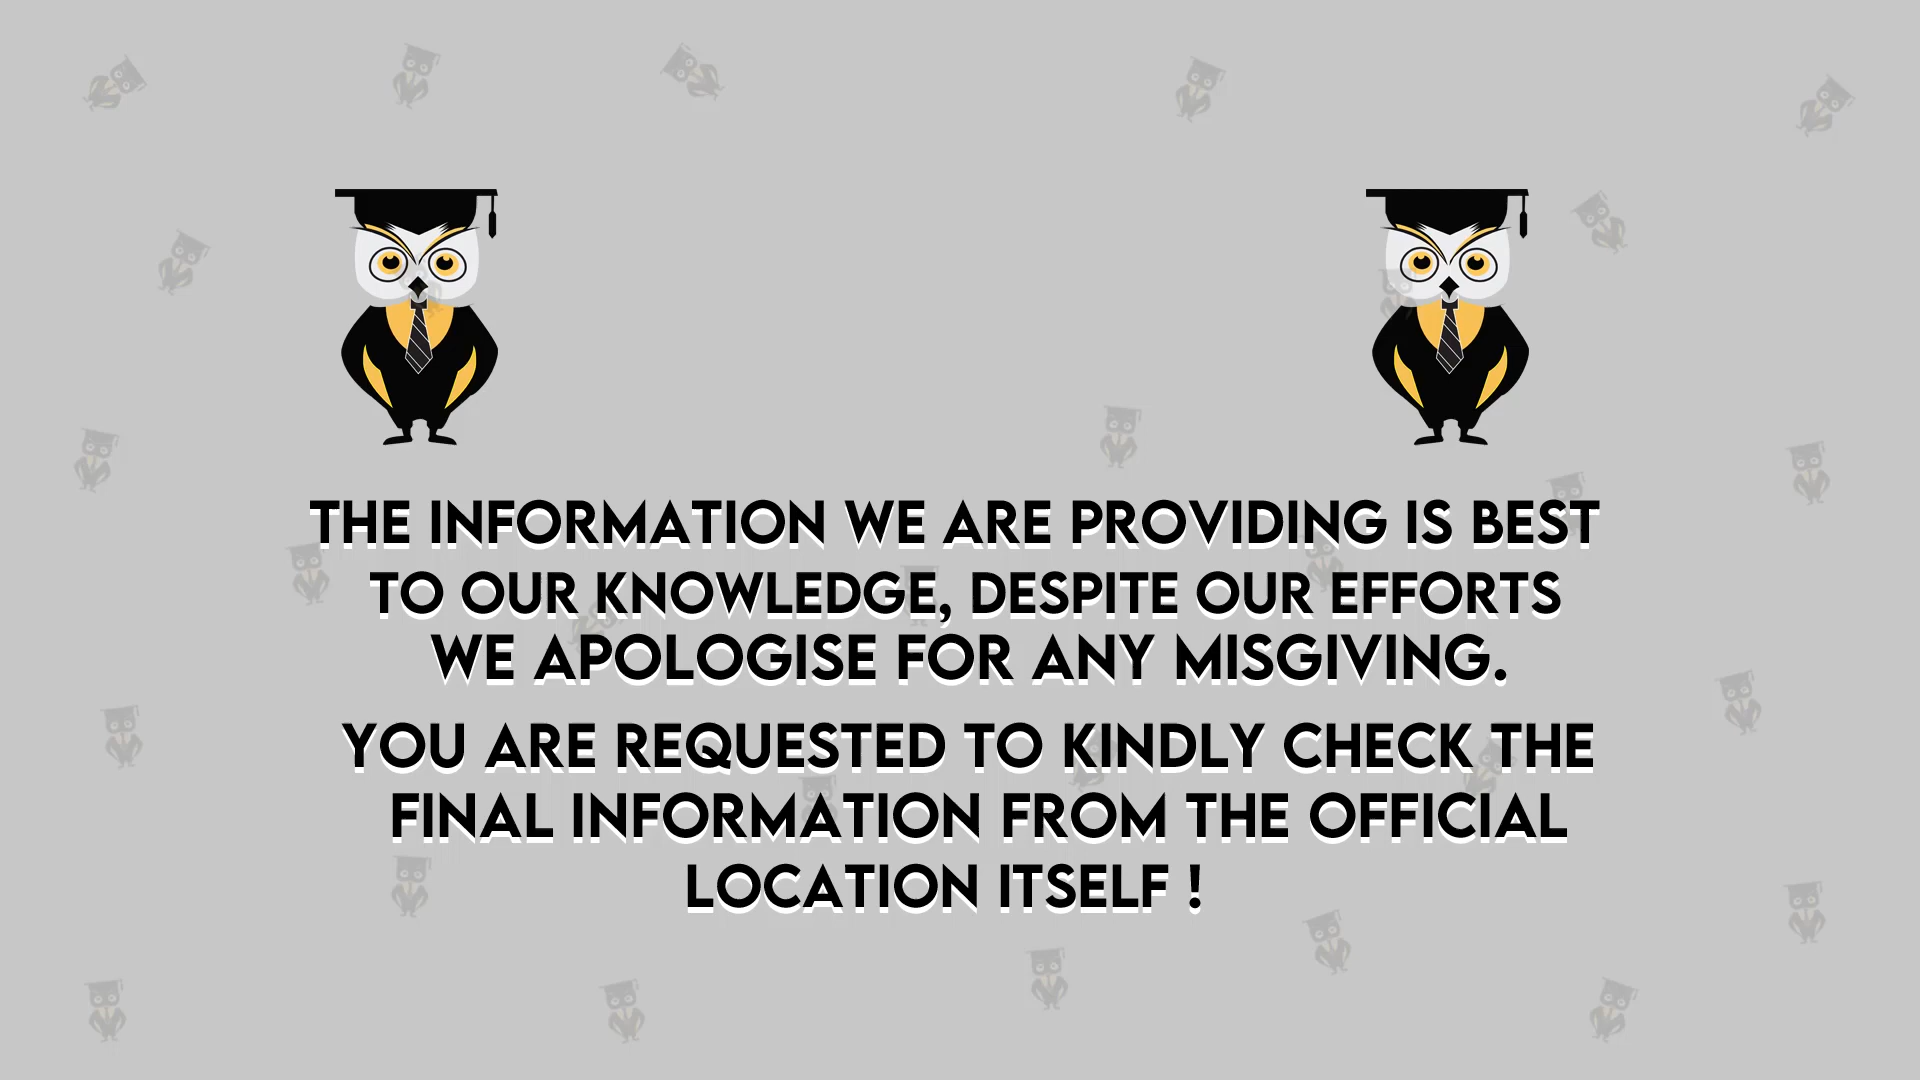 THE INFORMATION WE ARE PROVIDING IS BEST
TO OUR KNOWLEDGE, DESPITE OUR EFFORTS
WE APOLOGISE FOR ANY MISGIVING.
YOU ARE REQUESTED TO KINDLY CHECK THE
FINAL INFORMATION FROM THE OFFICIAL
LOCATION ITSELF !